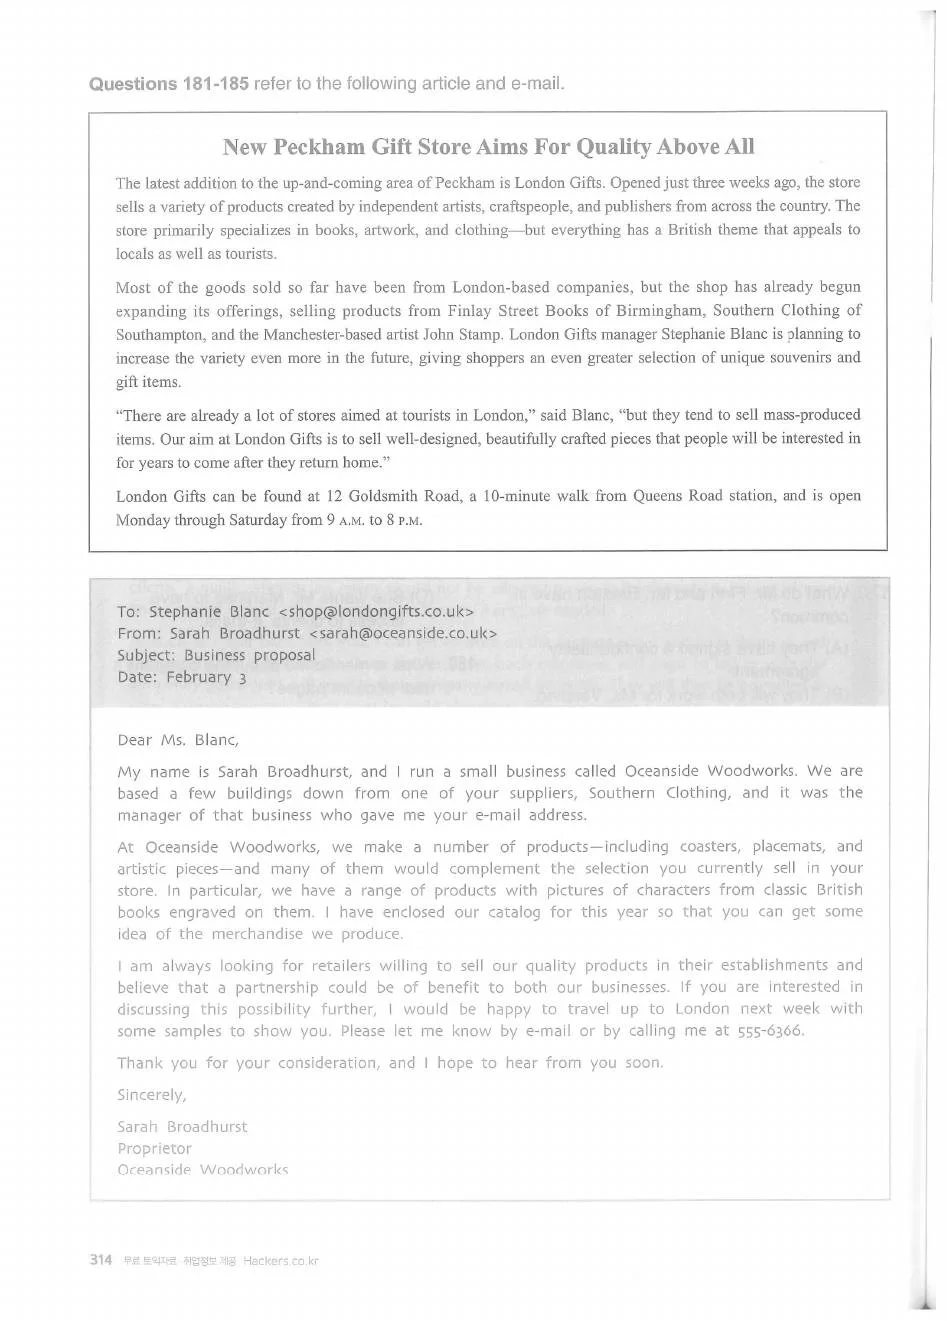 Questions 181-185 refer to the following article and e-mail.
New Peckham Gift Store Aims For Quality Above All
The latest addition to the up-and-coming area of Peckham is London Gifts. Opened just three weeks ago, the store
sells a variety of products created by independent artists, craftspeople, and publishers from across the country. The
store primarily specializes in books, artwork, and clothing—but everything has a British theme that appeals to
locals as well as tourists.
Most of the goods sold so far have been from London-based companies, but the shop has already begun
expanding its offerings, selling products from Finlay Street Books of Birmingham, Southern Clothing of
Southampton, and the Manchester-based artist John Stamp. London Gifts manager Stephanie Blanc is planning to
increase the variety even more in the future, giving shoppers an even greater selection of unique souvenirs and
gift items.
“There are already a lot of stores aimed at tourists in London,” said Blanc, “but they tend to sell mass-produced
items. Our aim at London Gifts is to sell well-designed, beautifully crafted pieces that people will be interested in
for years to come after they return home.”
London Gifts can be found at 12 Goldsmith Road, a 10-minute walk from Queens Road station, and is open
Monday through Saturday from 9 A.M. to 8 P.M.
To: Stephanie Blanc <shop@londongifts.co.uk>
From: Sarah Broadhurst <sarah@oceanside.co.uk>
Subject: Business proposal
Date: February 3
Dear Ms. Blanc,
My name is Sarah Broadhurst, and I run a small business called Oceanside Woodworks. We are
based a few buildings down from one of your suppliers, Southern Clothing, and it was the
manager of that business who gave me your e-mail address.
At Oceanside Woodworks, we make a number of products—including coasters, placemats, and
artistic pieces—and many of them would complement the selection you currently sell in your
store. In particular, we have a range of products with pictures of characters from classic British
books engraved on them. I have enclosed our catalog for this year so that you can get some
idea of the merchandise we produce.
I am always looking for retailers willing to sell our quality products in their establishments and
believe that a partnership could be of benefit to both our businesses. If you are interested in
discussing this possibility further, I would be happy to travel up to London next week with
some samples to show you. Please let me know by e-mail or by calling me at 555-6366.
Thank you for your consideration, and I hope to hear from you soon.
Sincerely,
Sarah Broadhurst
Proprietor
Oceanside Woodworks
314 무료 토익자료·취업정보 제공 Hackers.co.kr